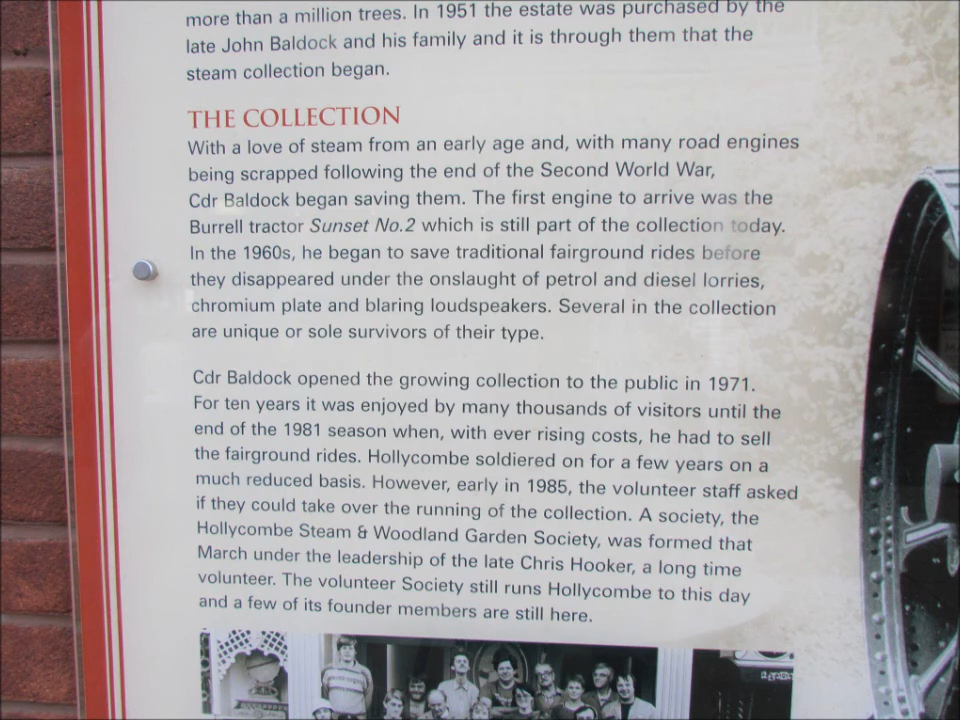 more than a million trees. In 1951 the estate was purchased by the
late John Baldock and his family and it is through them that the
steam collection began.
THE COLLECTION
With a love of steam from an early age and, with many road engines
being scrapped following the end of the Second World War,
Cdr Baldock began saving them. The first engine to arrive was the
Burrell tractor Sunset No.2 which is still part of the collection today.
In the 1960s, he began to save traditional fairground rides before
they disappeared under the onslaught of petrol and diesel lorries,
chromium plate and blaring loudspeakers. Several in the collection
are unique or sole survivors of their type.
Cdr Baldock opened the growing collection to the public in 1971.
For ten years it was enjoyed by many thousands of visitors until the
end of the 1981 season when, with ever rising costs, he had to sell
the fairground rides. Hollycombe soldiered on for a few years on a
much reduced basis. However, early in 1985, the volunteer staff asked
if they could take over the running of the collection. A society, the
Hollycombe Steam & Woodland Garden Society, was formed that
March under the leadership of the late Chris Hooker, a long time
volunteer. The volunteer Society still runs Hollycombe to this day
and a few of its founder members are still here.